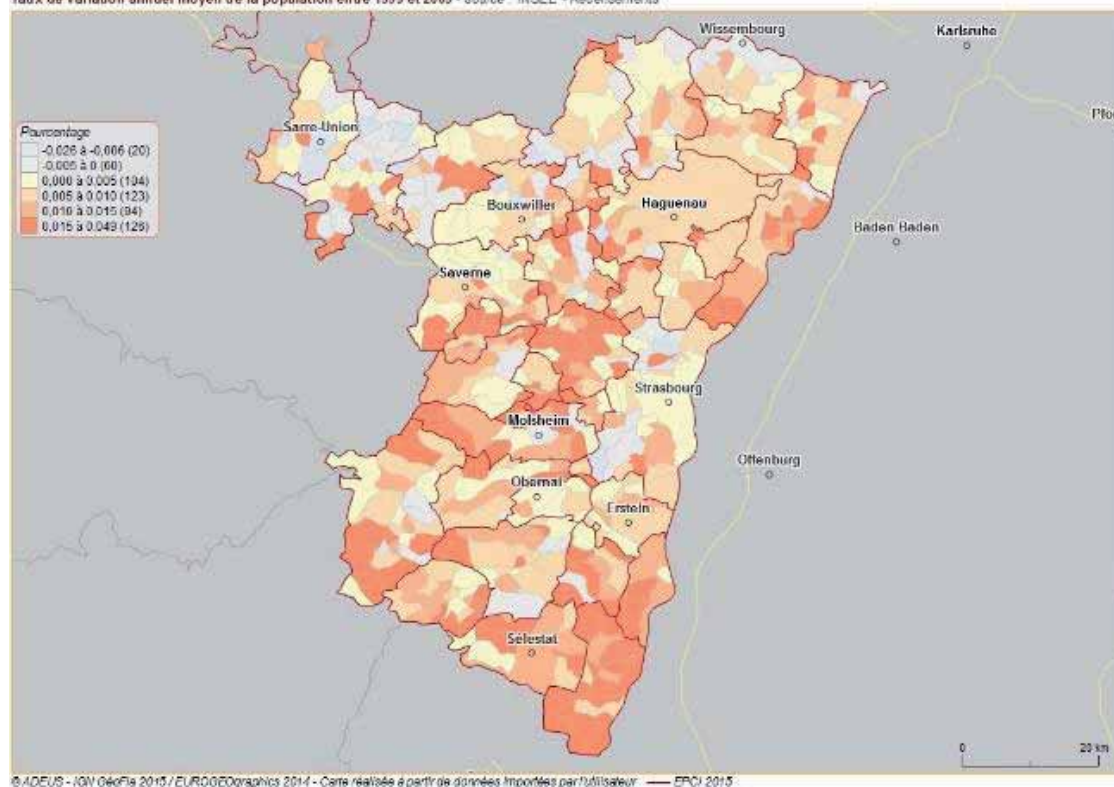 Taux de variation annuel moyen de la population entre 1999 et 2009 - Source : INSEE - Recensements
Wissembourg
Karlsruhe
Pfo
Pourcentage
-0,026 à -0,006 (20)
-0,005 à 0 (60)
0,000 à 0,005 (104)
0,005 à 0,010 (123)
0,010 à 0,015 (94)
0,015 à 0,049 (126)
Sarre-Union
Bouxwiller
Haguenau
Baden Baden
Saverne
Strasbourg
Molsheim
Offenburg
Obernai
Erstein
Sélestat
0 20 km
© ADEUS - IGN GéoFla 2015 / EUROGEOgraphics 2014 - Carte réalisée à partir de données importées par l'utilisateur — EPCI 2015